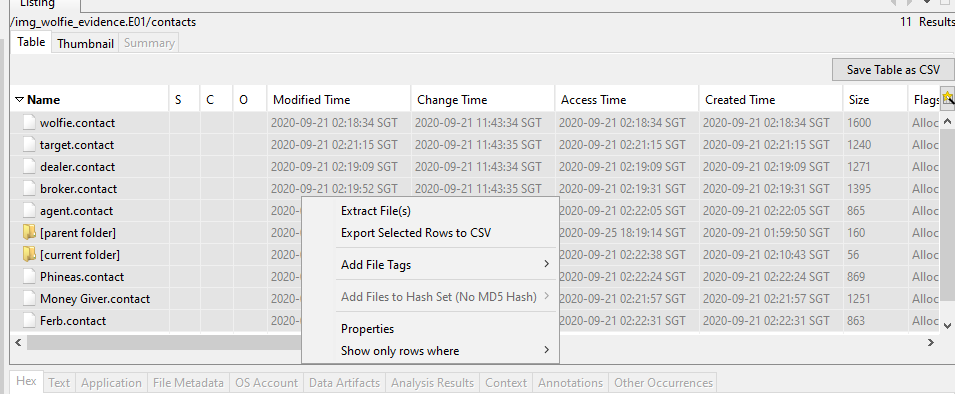 Listing
/img_wolfie_evidence.E01/contacts 11 Results
Table Thumbnail Summary
Save Table as CSV
Name S C O Modified Time Change Time Access Time Created Time Size Flags
wolfie.contact 2020-09-21 02:18:34 SGT 2020-09-21 11:43:34 SGT 2020-09-21 02:18:34 SGT 2020-09-21 02:18:34 SGT 1600 Alloc
target.contact 2020-09-21 02:21:15 SGT 2020-09-21 11:43:34 SGT 2020-09-21 02:21:15 SGT 2020-09-21 02:21:15 SGT 1240 Alloc
dealer.contact 2020-09-21 02:19:09 SGT 2020-09-21 11:43:34 SGT 2020-09-21 02:19:09 SGT 2020-09-21 02:19:09 SGT 1271 Alloc
broker.contact 2020-09-21 02:19:52 SGT 2020-09-21 11:43:35 SGT 2020-09-21 02:19:31 SGT 2020-09-21 02:19:31 SGT 1395 Alloc
agent.contact 2020-0 Extract File(s) 2020-09-21 02:22:05 SGT 2020-09-21 02:22:05 SGT 865 Alloc
[parent folder] 2020-0 Export Selected Rows to CSV 2020-09-25 18:19:14 SGT 2020-09-21 01:59:50 SGT 160 Alloc
[current folder] 2020-0 Add File Tags 2020-09-21 02:22:38 SGT 2020-09-21 02:10:43 SGT 56 Alloc
Phineas.contact 2020-0 2020-09-21 02:22:24 SGT 2020-09-21 02:22:24 SGT 869 Alloc
Money Giver.contact 2020-0 Add Files to Hash Set (No MD5 Hash) 2020-09-21 02:21:57 SGT 2020-09-21 02:21:57 SGT 1251 Alloc
Ferb.contact 2020-0 Properties 2020-09-21 02:22:31 SGT 2020-09-21 02:22:31 SGT 863 Alloc
Show only rows where
Hex Text Application File Metadata OS Account Data Artifacts Analysis Results Context Annotations Other Occurrences